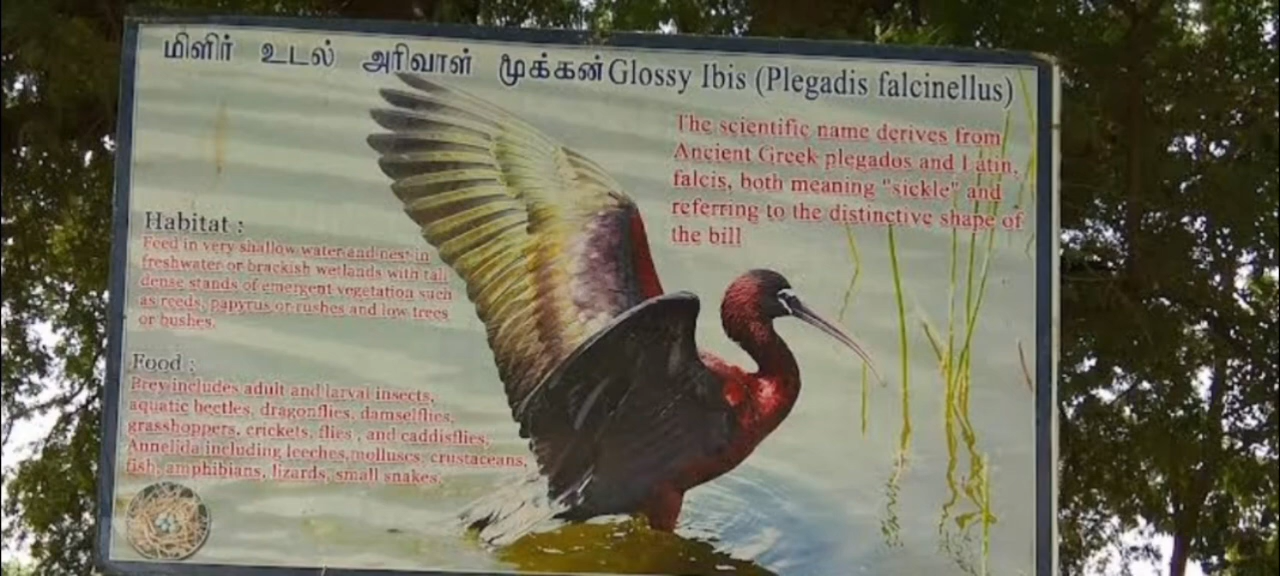 மிளிர் உடல் அரிவாள் மூக்கன் Glossy Ibis (Plegadis falcinellus)
The scientific name derives from
Ancient Greek plegados and Latin,
falcis, both meaning "sickle" and
referring to the distinctive shape of
the bill
Habitat :
Feed in very shallow water and nest in
freshwater or brackish wetlands with tall
dense stands of emergent vegetation such
as reeds, papyrus or rushes and low trees
or bushes.
Food :
Prey includes adult and larval insects,
aquatic beetles, dragonflies, damselflies,
grasshoppers, crickets, flies , and caddisflies,
Annelida including leeches, molluscs, crustaceans,
fish, amphibians, lizards, small snakes.